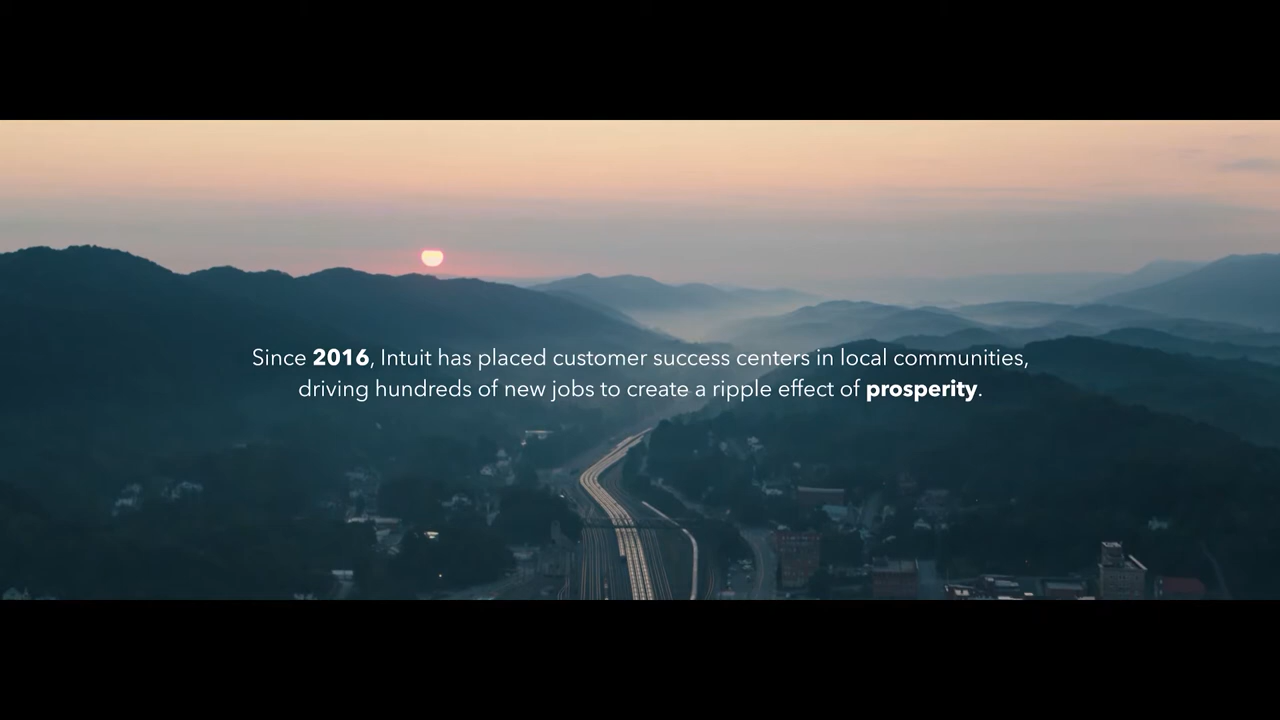 Since 2016, Intuit has placed customer success centers in local communities,
driving hundreds of new jobs to create a ripple effect of prosperity.